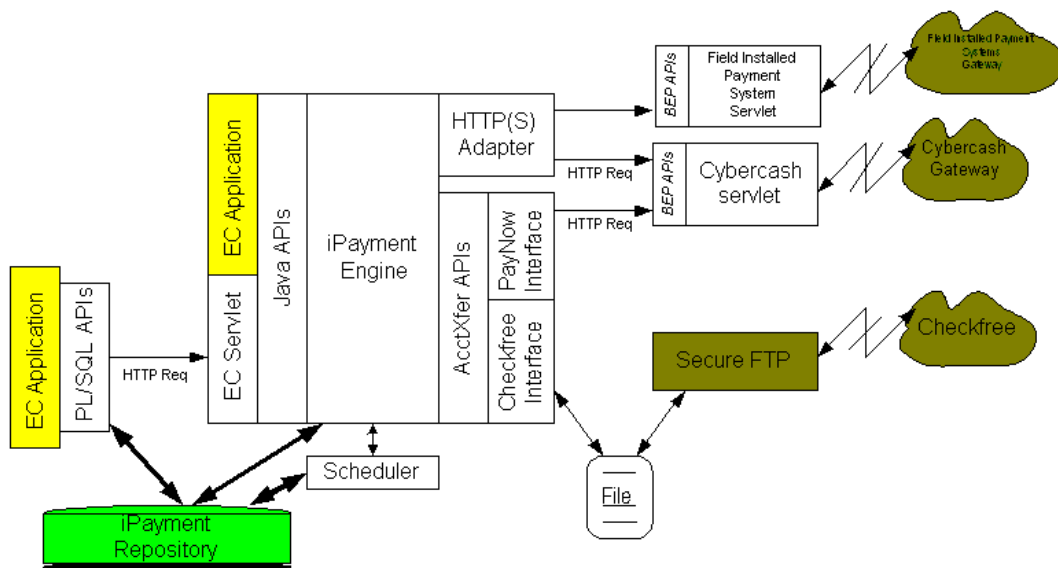 Field Installed Payment
Systems
Gateway
BEP APIs
Field Installed
Payment
System
Servlet
HTTP(S)
Adapter
HTTP Req
BEP APIs
Cybercash
servlet
Cybercash
Gateway
EC Application
Java APIs
iPayment
Engine
AcctXfer APIs
PayNow
Interface
HTTP Req
EC Application
PL/SQL APIs
HTTP Req
EC Servlet
Checkfree
Interface
Secure FTP
Checkfree
Scheduler
File
iPayment
Repository